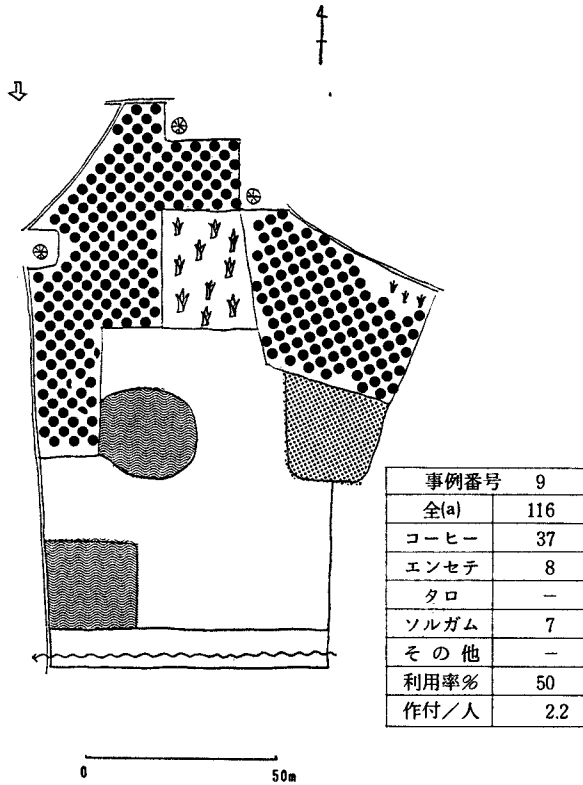 事例番号 9
全(a) 116
コーヒー 37
エンセテ 8
タロ －
ソルガム 7
その他 －
利用率% 50
作付／人 2.2
0 50m